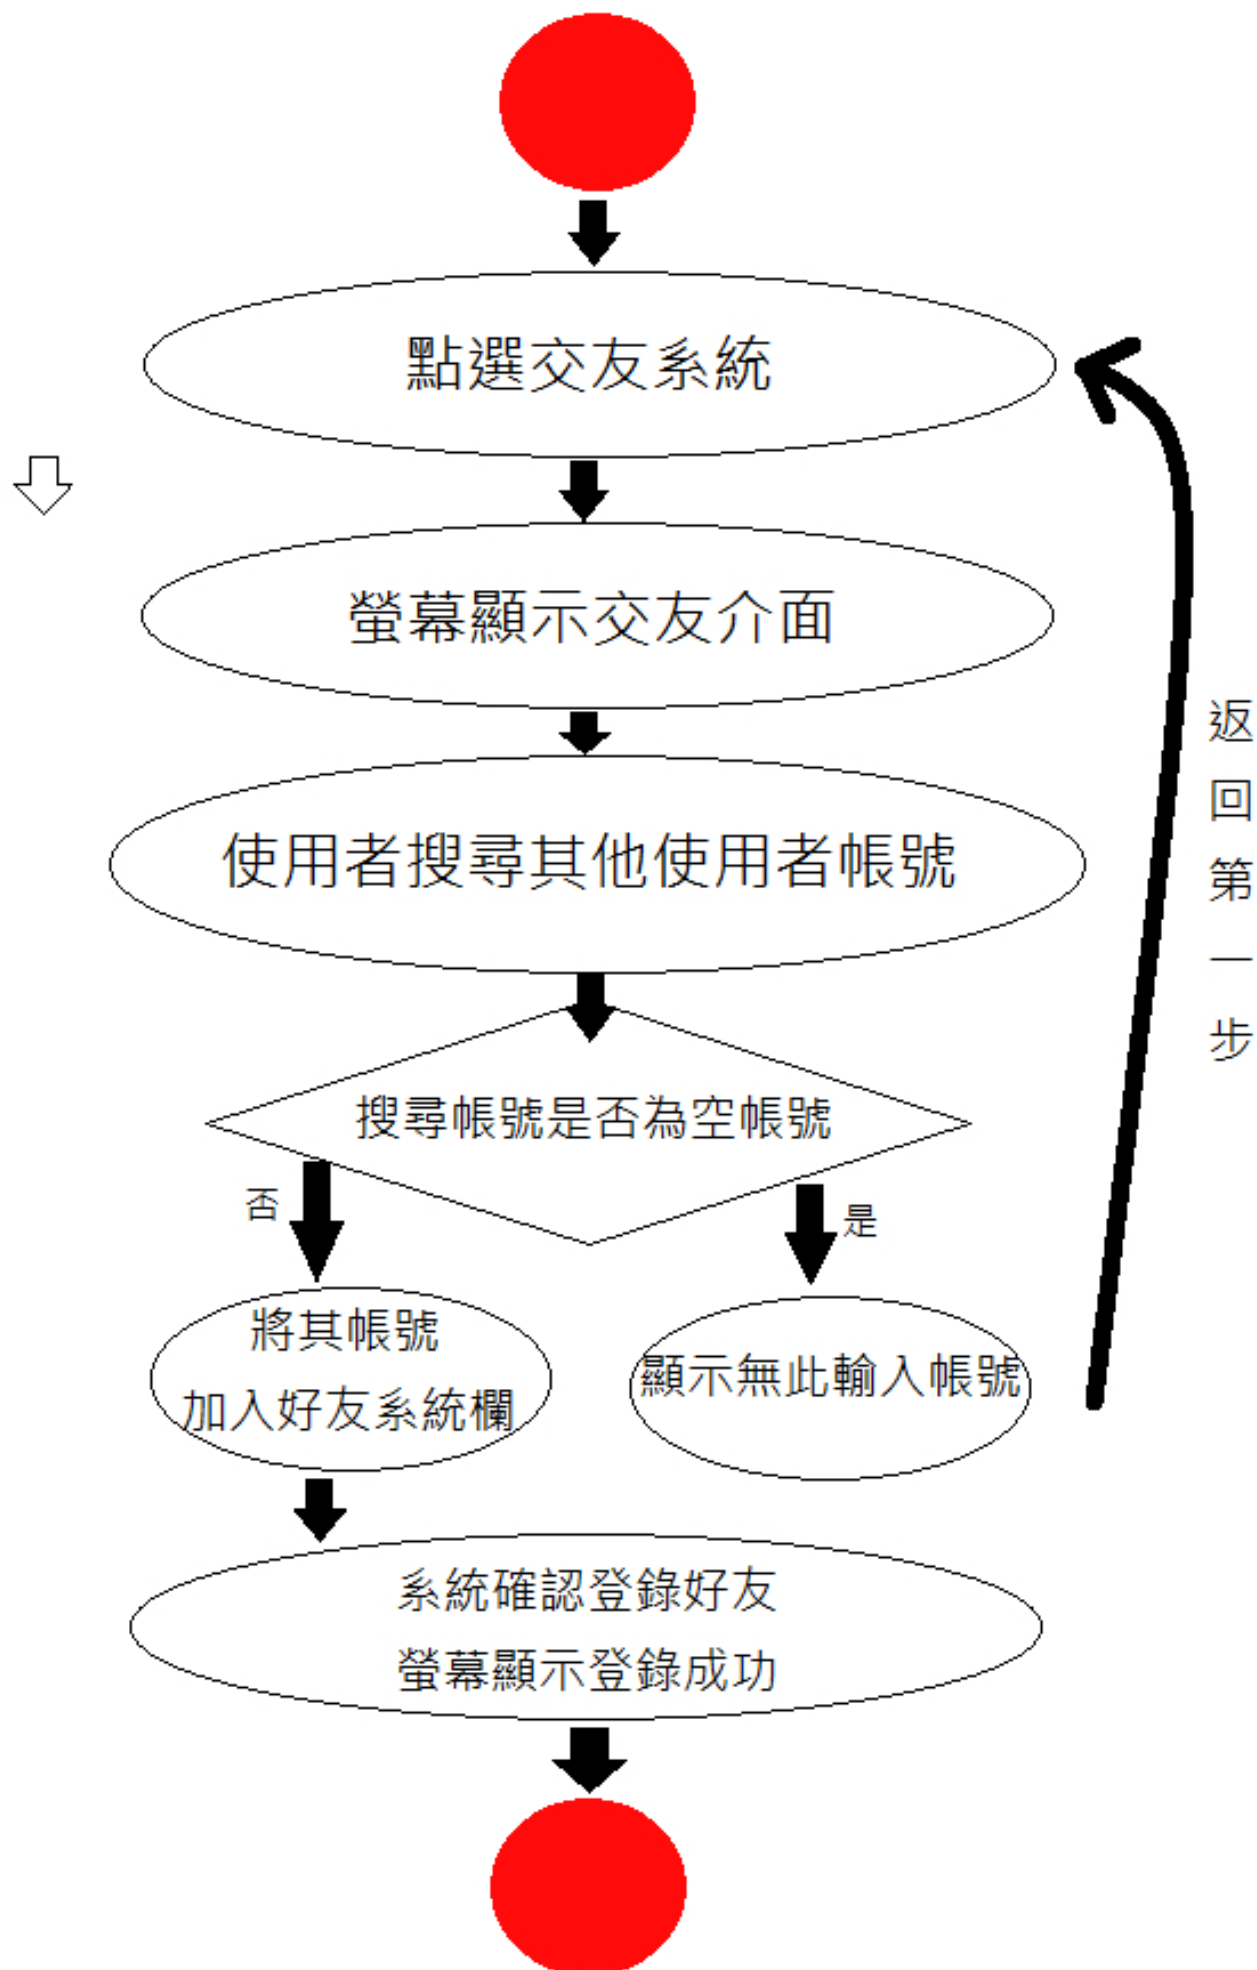 點選交友系統
螢幕顯示交友介面
使用者搜尋其他使用者帳號
搜尋帳號是否為空帳號
否
是
將其帳號
加入好友系統欄
顯示無此輸入帳號
系統確認登錄好友
螢幕顯示登錄成功
返回第一步